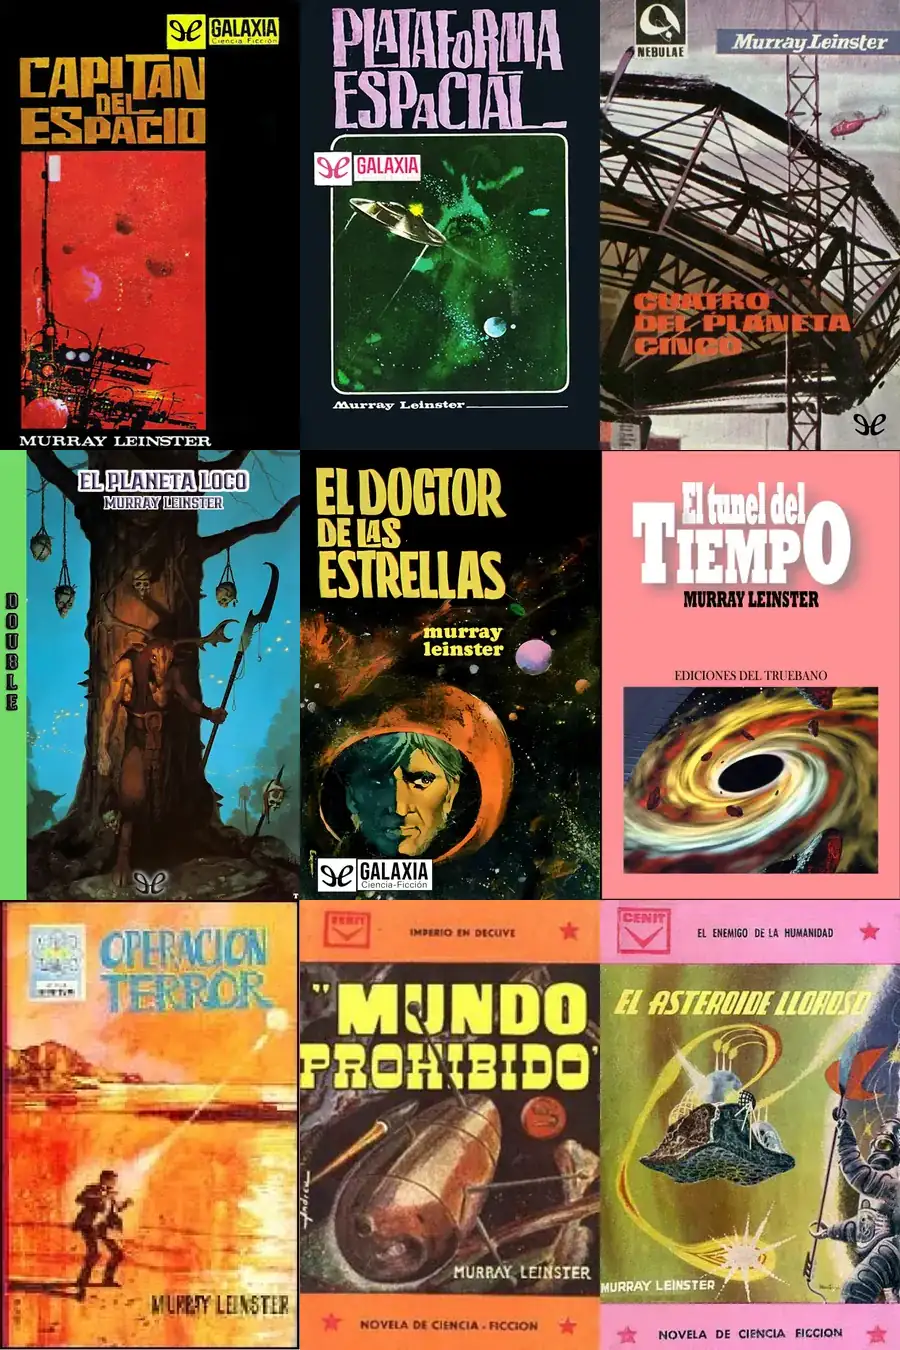 GALAXIA
Ciencia Ficción
CAPITAN
DEL
ESPACIO
MURRAY LEINSTER
PLATAFORMA
ESPACIAL
GALAXIA
Murray Leinster
NEBULAE
Murray Leinster
CUATRO
DEL PLANETA
CINCO
EL PLANETA LOCO
MURRAY LEINSTER
DOUBLE
EL DOCTOR
DE LAS
ESTRELLAS
murray
leinster
GALAXIA
Ciencia-Ficción
El tunel del
TIEMPO
MURRAY LEINSTER
EDICIONES DEL TRUEBANO
OPERACION
TERROR
MURRAY LEINSTER
CENIT
IMPERIO EN DECLIVE
"MUNDO
PROHIBIDO"
MURRAY LEINSTER
NOVELA DE CIENCIA - FICCION
CENIT
EL ENEMIGO DE LA HUMANIDAD
EL ASTEROIDE LLOROSO
MURRAY LEINSTER
NOVELA DE CIENCIA FICCION